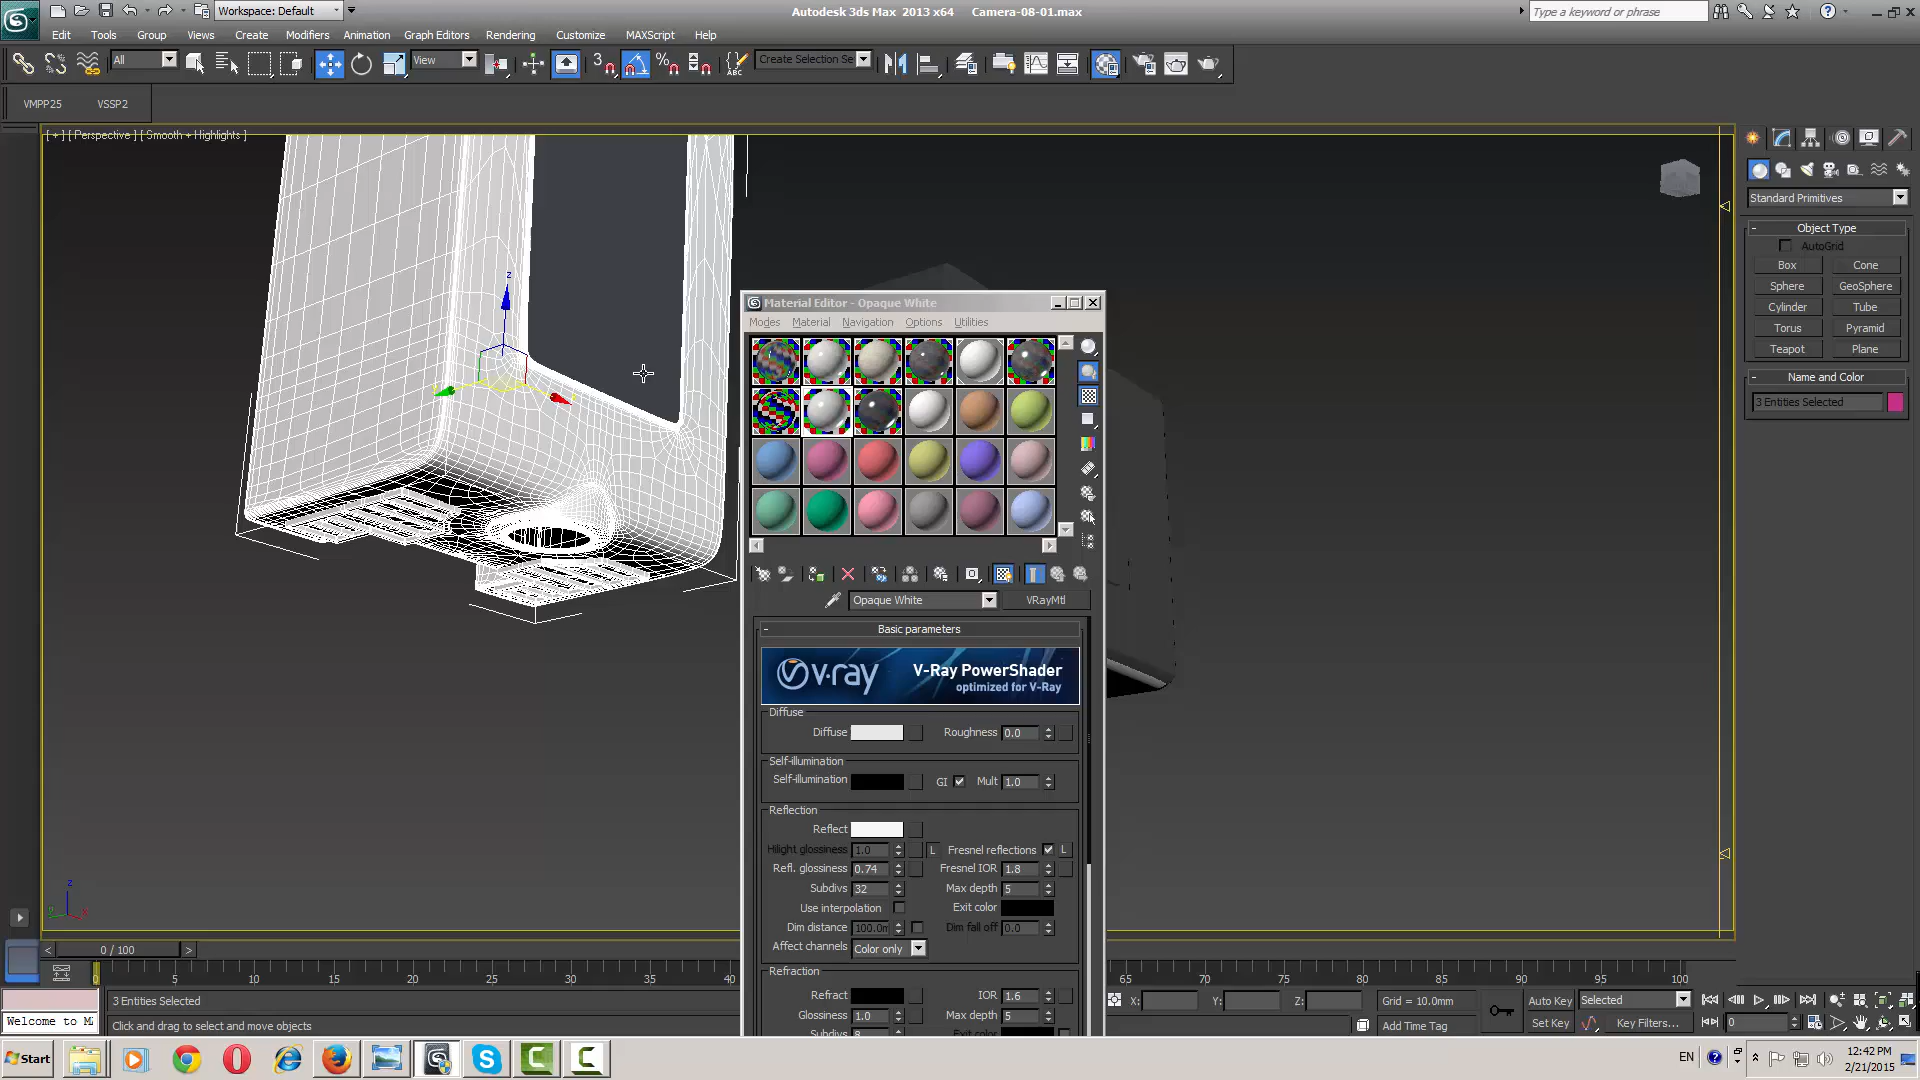 Workspace: Default
Autodesk 3ds Max 2013 x64 Camera-08-01.max
Type a keyword or phrase
Edit Tools Group Views Create Modifiers Animation Graph Editors Rendering Customize MAXScript Help
All
View
3
Create Selection Se
VMPP25 VSSP2
[ + ] [ Perspective ] [ Smooth + Highlights ]
Standard Primitives
Object Type
AutoGrid
Box Cone
Sphere GeoSphere
Cylinder Tube
Torus Pyramid
Teapot Plane
Name and Color
3 Entities Selected
z
Material Editor - Opaque White
Modes Material Navigation Options Utilities
Opaque White VRayMtl
Basic parameters
v·ray V-Ray PowerShader
optimized for V-Ray
Diffuse
Diffuse Roughness 0.0
Self-illumination
Self-illumination GI Mult 1.0
Reflection
Reflect
Hilight glossiness 1.0 L Fresnel reflections L
Refl. glossiness 0.74 Fresnel IOR 1.8
Subdivs 32 Max depth 5
Use interpolation Exit color
Dim distance 100.0m Dim fall off 0.0
Affect channels Color only
Refraction
Refract IOR 1.6
Glossiness 1.0 Max depth 5
Subdivs 8 Exit color
z
y x
0 / 100
5 10 15 20 25 30 35 40 65 70 75 80 85 90 95 100
3 Entities Selected X: Y: Z: Grid = 10.0mm Auto Key Selected
Welcome to Ma Click and drag to select and move objects Add Time Tag Set Key Key Filters... 0
Start
EN
12:42 PM
2/21/2015